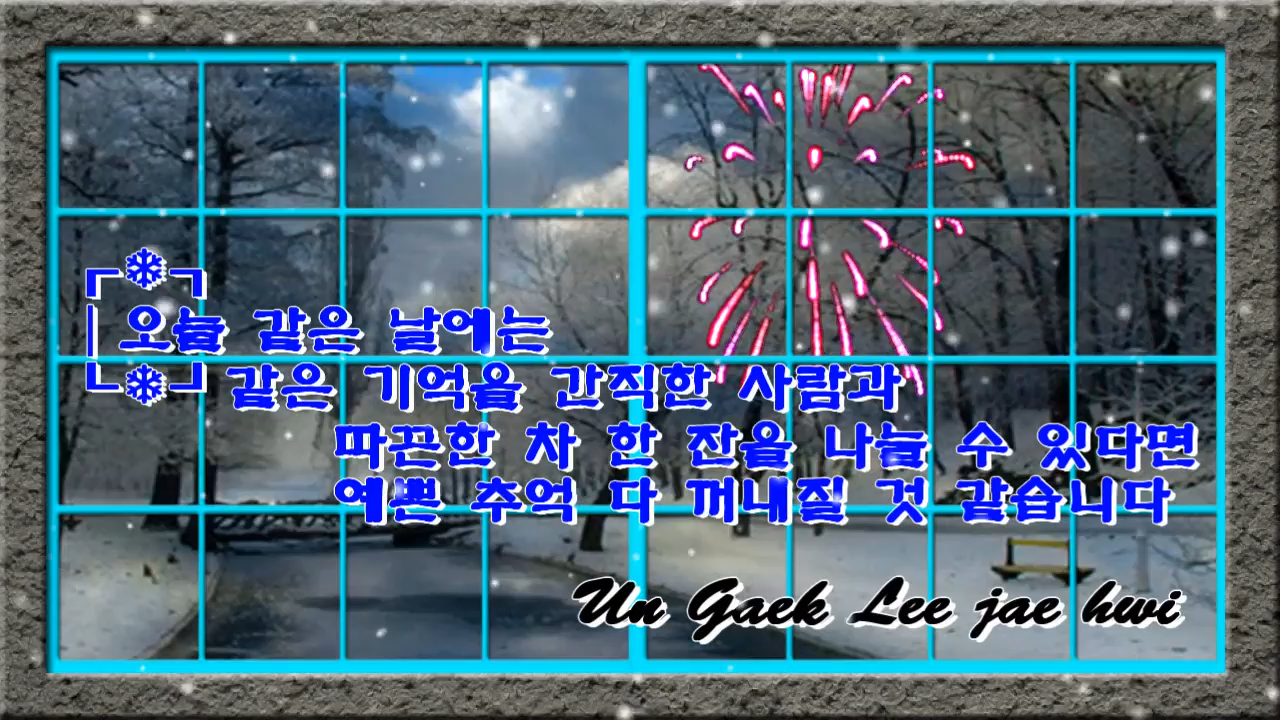 오늘 같은 날에는
같은 기억을 간직한 사람과
따끈한 차 한 잔을 나눌 수 있다면
예쁜 추억 다 꺼내질 것 같습니다
Un Gaek Lee jae hwi